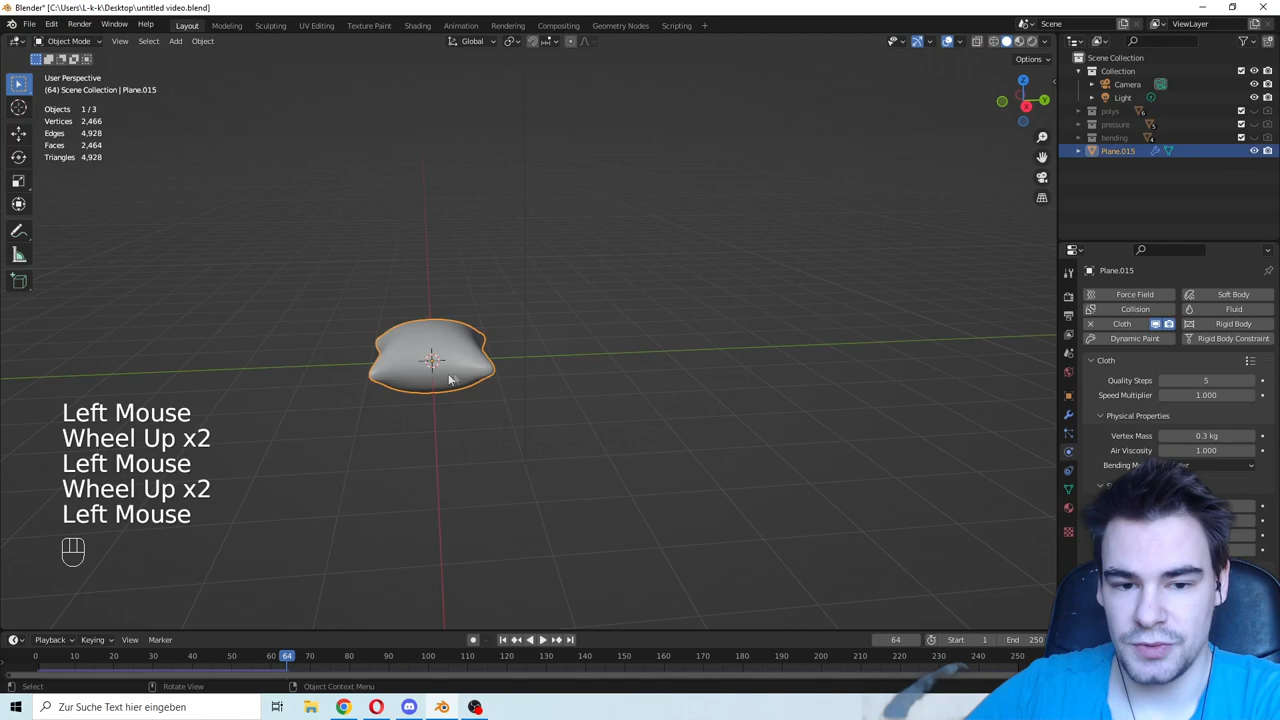 Blender* [C:\Users\L-k-k\Desktop\untitled video.blend]
File Edit Render Window Help Layout Modeling Sculpting UV Editing Texture Paint Shading Animation Rendering Compositing Geometry Nodes Scripting + Scene ViewLayer
Object Mode View Select Add Object Global
Options
User Perspective
(64) Scene Collection | Plane.015
Objects 1 / 3
Vertices 2,466
Edges 4,928
Faces 2,464
Triangles 4,928
Z
Y
X
Left Mouse
Wheel Up x2
Left Mouse
Wheel Up x2
Left Mouse
Scene Collection
Collection
Camera
Light
polys 6
pressure 5
bending 4
Plane.015
Plane.015
Force Field Soft Body
Collision Fluid
Cloth Rigid Body
Dynamic Paint Rigid Body Constraint
Cloth
Quality Steps 5
Speed Multiplier 1.000
Physical Properties
Vertex Mass 0.3 kg
Air Viscosity 1.000
Playback Keying View Marker 64 Start 1 End 250
0 10 20 30 40 50 60 64 70 80 90 100 110 120 130 140 150 160 170 180 190 200 210 220 230 240 250
Select Rotate View Object Context Menu
Zur Suche Text hier eingeben